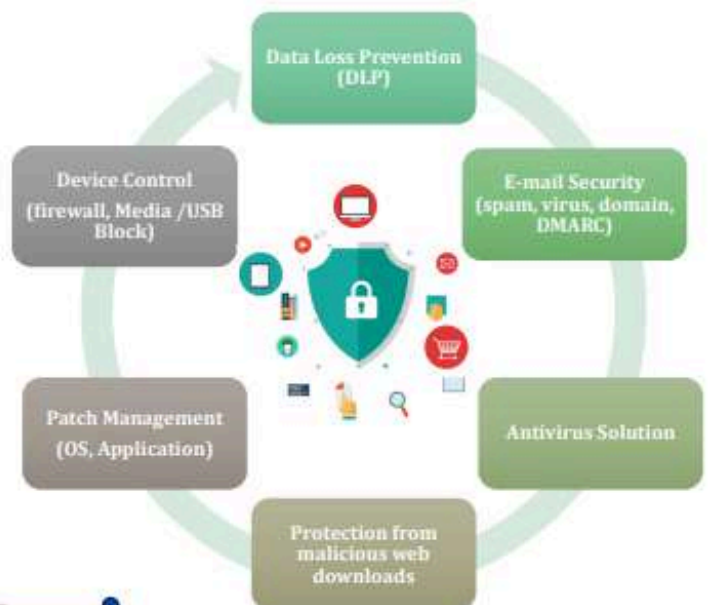 Data Loss Prevention
(DLP)
E-mail Security
(spam, virus, domain,
DMARC)
Antivirus Solution
Protection from
malicious web
downloads
Patch Management
(OS, Application)
Device Control
(firewall, Media /USB
Block)